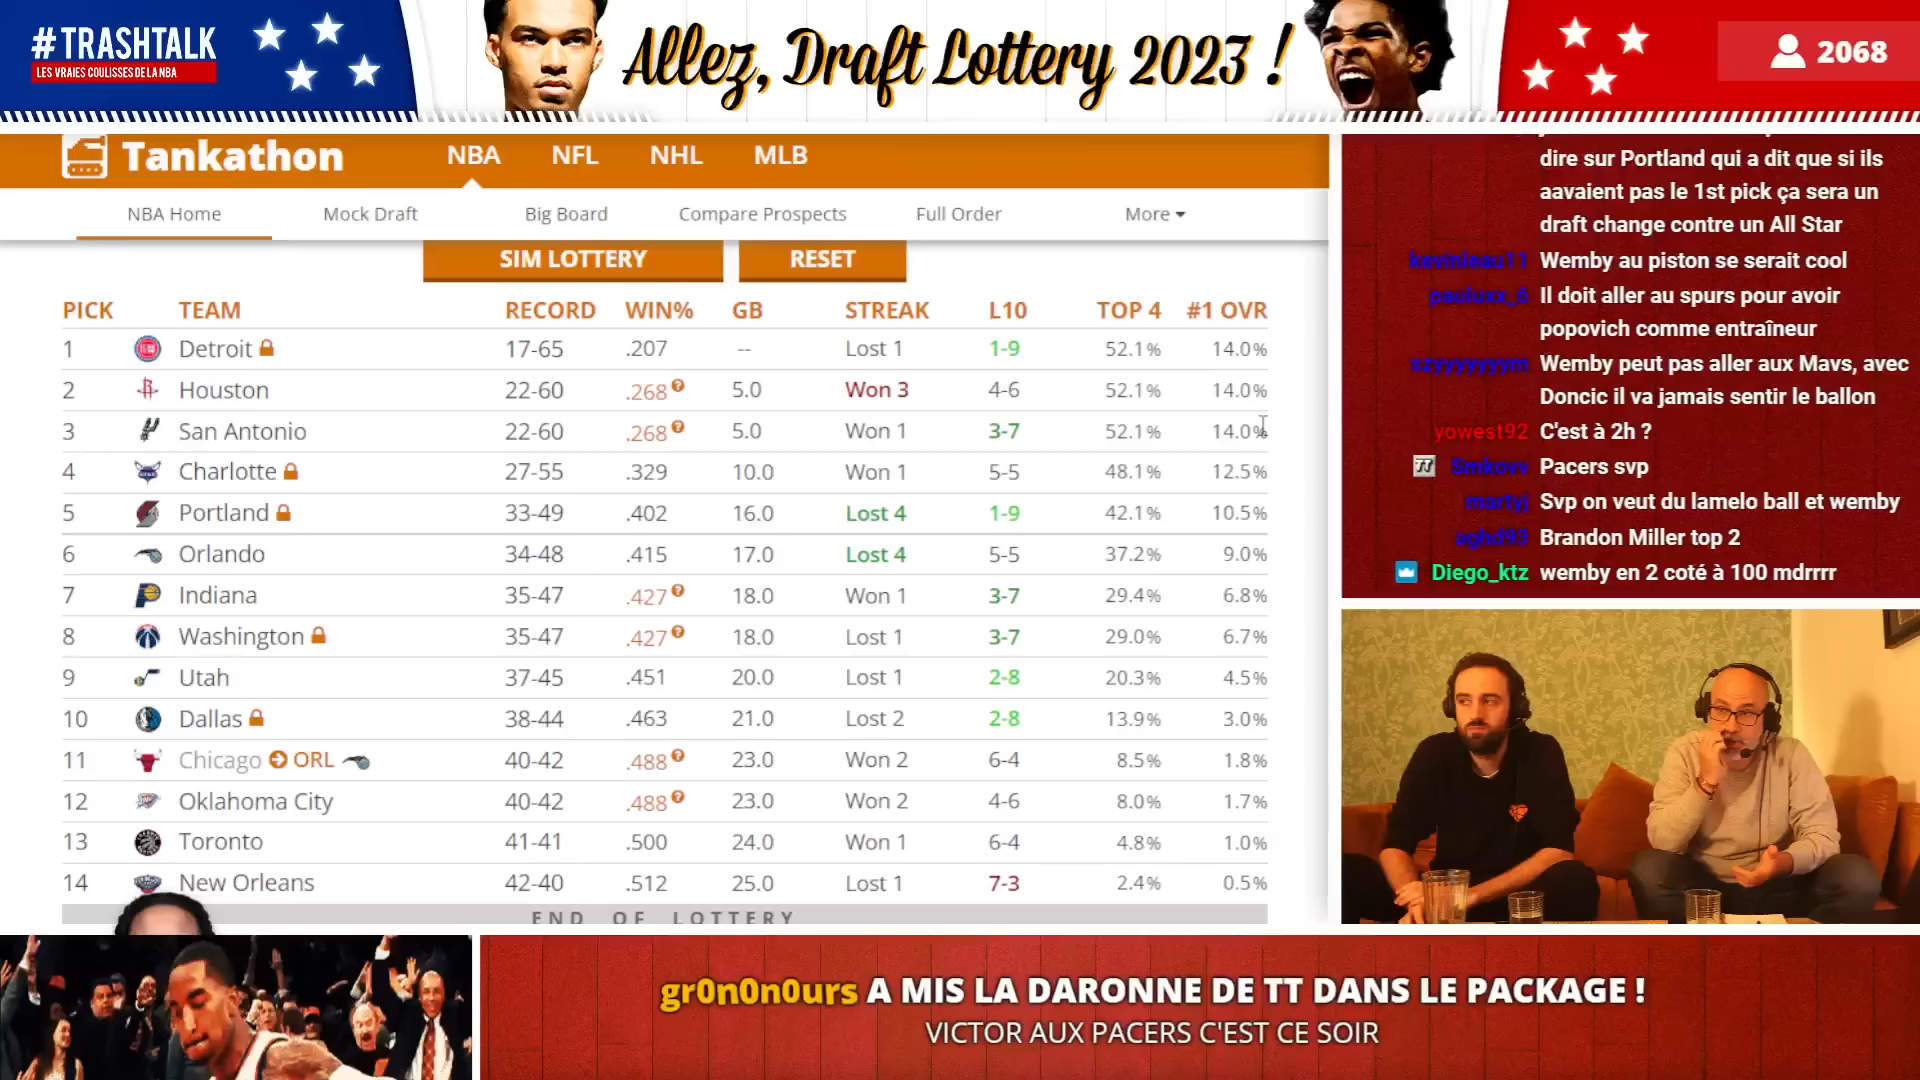 #TRASHTALK
LES VRAIES COULISSES DE LA NBA
Allez, Draft Lottery 2023 !
2068
Tankathon
NBA NFL NHL MLB
NBA Home Mock Draft Big Board Compare Prospects Full Order More
SIM LOTTERY RESET
PICK TEAM RECORD WIN% GB STREAK L10 TOP 4 #1 OVR
1 Detroit 17-65 .207 -- Lost 1 1-9 52.1% 14.0%
2 Houston 22-60 .268 5.0 Won 3 4-6 52.1% 14.0%
3 San Antonio 22-60 .268 5.0 Won 1 3-7 52.1% 14.0%
4 Charlotte 27-55 .329 10.0 Won 1 5-5 48.1% 12.5%
5 Portland 33-49 .402 16.0 Lost 4 1-9 42.1% 10.5%
6 Orlando 34-48 .415 17.0 Lost 4 5-5 37.2% 9.0%
7 Indiana 35-47 .427 18.0 Won 1 3-7 29.4% 6.8%
8 Washington 35-47 .427 18.0 Lost 1 3-7 29.0% 6.7%
9 Utah 37-45 .451 20.0 Lost 1 2-8 20.3% 4.5%
10 Dallas 38-44 .463 21.0 Lost 2 2-8 13.9% 3.0%
11 Chicago ORL 40-42 .488 23.0 Won 2 6-4 8.5% 1.8%
12 Oklahoma City 40-42 .488 23.0 Won 2 4-6 8.0% 1.7%
13 Toronto 41-41 .500 24.0 Won 1 6-4 4.8% 1.0%
14 New Orleans 42-40 .512 25.0 Lost 1 7-3 2.4% 0.5%
END OF LOTTERY
dire sur Portland qui a dit que si ils
aavaient pas le 1st pick ça sera un
draft change contre un All Star
kevinleau11 Wemby au piston se serait cool
pauluxx_6 Il doit aller au spurs pour avoir
popovich comme entraîneur
szyyyyyyym Wemby peut pas aller aux Mavs, avec
Doncic il va jamais sentir le ballon
yowest92 C'est à 2h ?
TT Smkovv Pacers svp
martyj Svp on veut du lamelo ball et wemby
aghd93 Brandon Miller top 2
Diego_ktz wemby en 2 coté à 100 mdrrrr
gr0n0n0urs A MIS LA DARONNE DE TT DANS LE PACKAGE !
VICTOR AUX PACERS C'EST CE SOIR